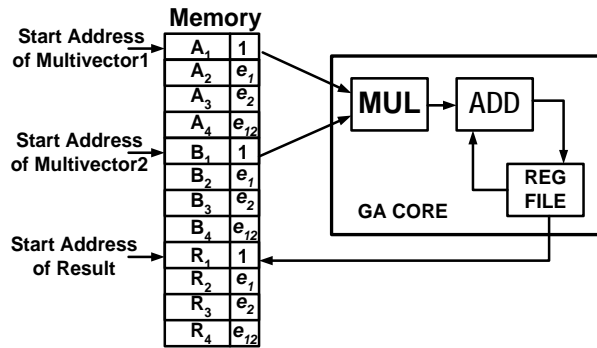 Memory
Start Address
of Multivector1
A1 1
A2 e1
A3 e2
A4 e12
Start Address
of Multivector2
B1 1
B2 e1
B3 e2
B4 e12
Start Address
of Result
R1 1
R2 e1
R3 e2
R4 e12
MUL
ADD
REG
FILE
GA CORE